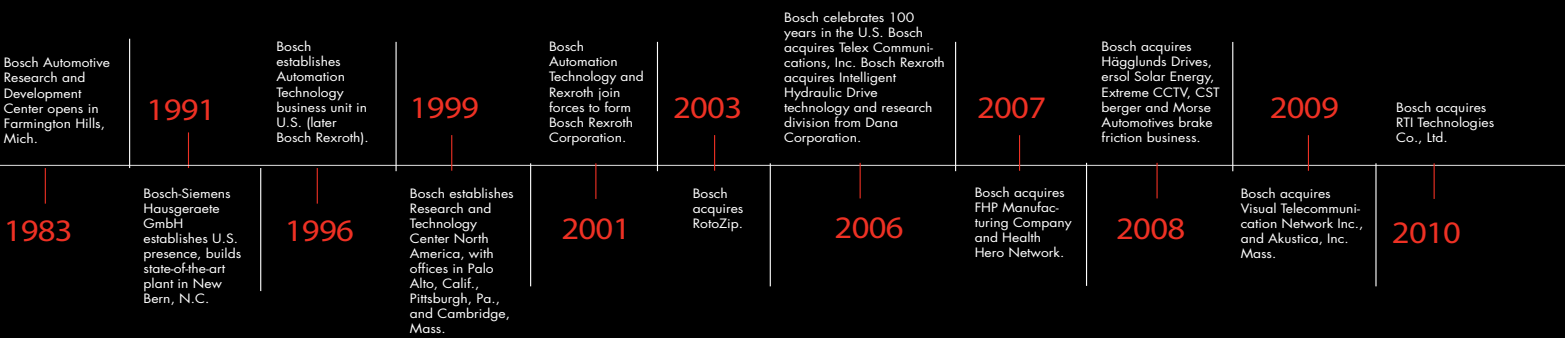 Bosch Automotive
Research and
Development
Center opens in
Farmington Hills,
Mich.
1983
1991
Bosch-Siemens
Hausgeraete
GmbH
establishes U.S.
presence, builds
state-of-the-art
plant in New
Bern, N.C.
Bosch
establishes
Automation
Technology
business unit in
U.S. (later
Bosch Rexroth).
1996
1999
Bosch establishes
Research and
Technology
Center North
America, with
offices in Palo
Alto, Calif.,
Pittsburgh, Pa.,
and Cambridge,
Mass.
Bosch
Automation
Technology and
Rexroth join
forces to form
Bosch Rexroth
Corporation.
2001
2003
Bosch
acquires
RotoZip.
Bosch celebrates 100
years in the U.S. Bosch
acquires Telex Communi-
cations, Inc. Bosch Rexroth
acquires Intelligent
Hydraulic Drive
technology and research
division from Dana
Corporation.
2006
2007
Bosch acquires
FHP Manufac-
turing Company
and Health
Hero Network.
Bosch acquires
Hägglunds Drives,
ersol Solar Energy,
Extreme CCTV, CST
berger and Morse
Automotives brake
friction business.
2008
2009
Bosch acquires
Visual Telecommuni-
cation Network Inc.,
and Akustica, Inc.
Mass.
Bosch acquires
RTI Technologies
Co., Ltd.
2010